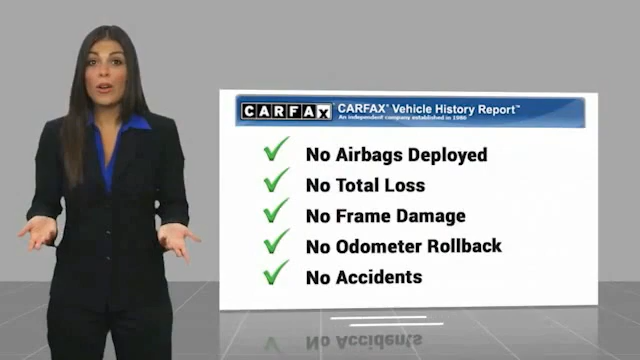 CARFAX CARFAX® Vehicle History Report™
An independent company established in 1986
No Airbags Deployed
No Total Loss
No Frame Damage
No Odometer Rollback
No Accidents